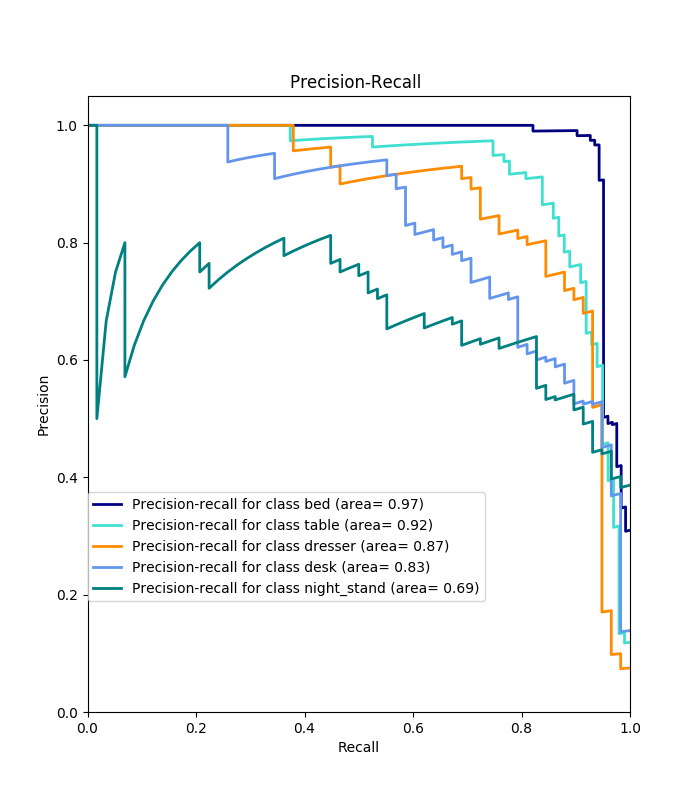 Precision-Recall
1.0
0.8
0.6
0.4
0.2
0.0
Precision
Precision-recall for class bed (area= 0.97)
Precision-recall for class table (area= 0.92)
Precision-recall for class dresser (area= 0.87)
Precision-recall for class desk (area= 0.83)
Precision-recall for class night_stand (area= 0.69)
0.0 0.2 0.4 0.6 0.8 1.0
Recall